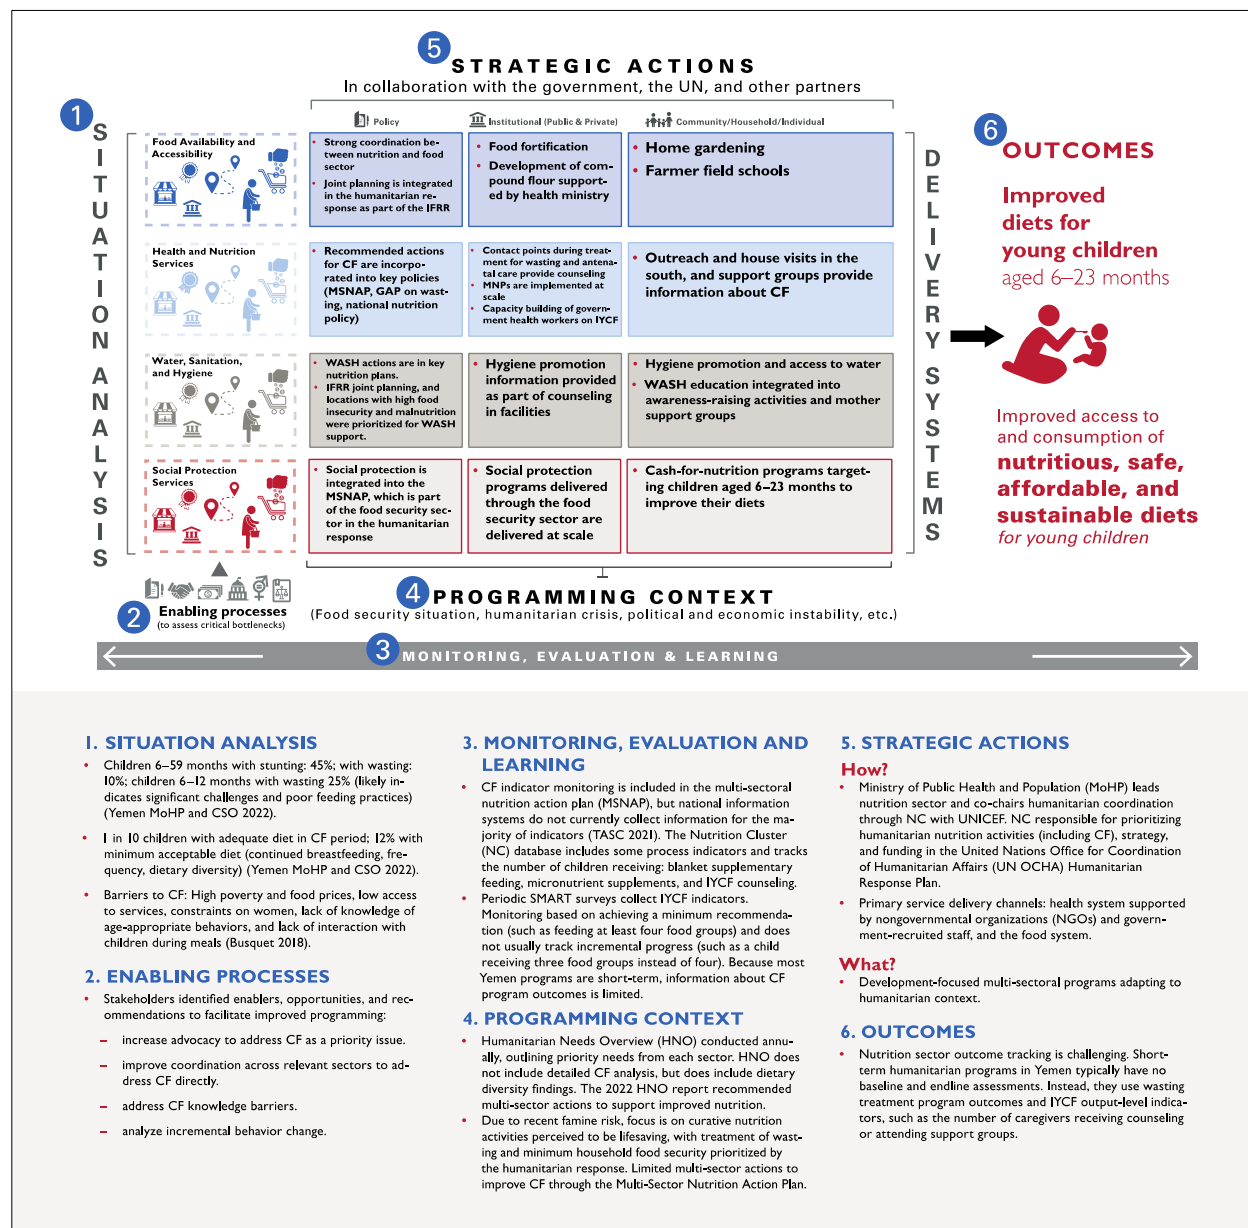 5
STRATEGIC ACTIONS
In collaboration with the government, the UN, and other partners
1
SITUATION ANALYSIS
Policy
Institutional (Public & Private)
Community/Household/Individual
Food Availability and
Accessibility
• Strong coordination be-
tween nutrition and food
sector
• Joint planning is integrated
in the humanitarian re-
sponse as part of the IFRR
• Food fortification
• Development of com-
pound flour support-
ed by health ministry
• Home gardening
• Farmer field schools
Health and Nutrition
Services
• Recommended actions
for CF are incorpo-
rated into key policies
(MSNAP, GAP on wast-
ing, national nutrition
policy)
• Contact points during treat-
ment for wasting and antena-
tal care provide counseling
• MNPs are implemented at
scale
• Capacity building of govern-
ment health workers on IYCF
• Outreach and house visits in the
south, and support groups provide
information about CF
Water, Sanitation,
and Hygiene
• WASH actions are in key
nutrition plans.
• IFRR joint planning, and
locations with high food
insecurity and malnutrition
were prioritized for WASH
support.
• Hygiene promotion
information provided
as part of counseling
in facilities
• Hygiene promotion and access to water
• WASH education integrated into
awareness-raising activities and mother
support groups
Social Protection
Services
• Social protection is
integrated into the
MSNAP, which is part
of the food security sec-
tor in the humanitarian
response
• Social protection
programs delivered
through the food
security sector are
delivered at scale
• Cash-for-nutrition programs target-
ing children aged 6–23 months to
improve their diets
DELIVERY SYSTEMS
6
OUTCOMES
Improved
diets for
young children
aged 6–23 months
Improved access to
and consumption of
nutritious, safe,
affordable, and
sustainable diets
for young children
2
Enabling processes
(to assess critical bottlenecks)
4
PROGRAMMING CONTEXT
(Food security situation, humanitarian crisis, political and economic instability, etc.)
3
MONITORING, EVALUATION & LEARNING
1. SITUATION ANALYSIS
• Children 6–59 months with stunting: 45%; with wasting:
10%; children 6–12 months with wasting 25% (likely in-
dicates significant challenges and poor feeding practices)
(Yemen MoHP and CSO 2022).
• 1 in 10 children with adequate diet in CF period; 12% with
minimum acceptable diet (continued breastfeeding, fre-
quency, dietary diversity) (Yemen MoHP and CSO 2022).
• Barriers to CF: High poverty and food prices, low access
to services, constraints on women, lack of knowledge of
age-appropriate behaviors, and lack of interaction with
children during meals (Busquet 2018).
2. ENABLING PROCESSES
• Stakeholders identified enablers, opportunities, and rec-
ommendations to facilitate improved programming:
– increase advocacy to address CF as a priority issue.
– improve coordination across relevant sectors to ad-
dress CF directly.
– address CF knowledge barriers.
– analyze incremental behavior change.
3. MONITORING, EVALUATION AND
LEARNING
• CF indicator monitoring is included in the multi-sectoral
nutrition action plan (MSNAP), but national information
systems do not currently collect information for the ma-
jority of indicators (TASC 2021). The Nutrition Cluster
(NC) database includes some process indicators and tracks
the number of children receiving: blanket supplementary
feeding, micronutrient supplements, and IYCF counseling.
• Periodic SMART surveys collect IYCF indicators.
Monitoring based on achieving a minimum recommenda-
tion (such as feeding at least four food groups) and does
not usually track incremental progress (such as a child
receiving three food groups instead of four). Because most
Yemen programs are short-term, information about CF
program outcomes is limited.
4. PROGRAMMING CONTEXT
• Humanitarian Needs Overview (HNO) conducted annu-
ally, outlining priority needs from each sector. HNO does
not include detailed CF analysis, but does include dietary
diversity findings. The 2022 HNO report recommended
multi-sector actions to support improved nutrition.
• Due to recent famine risk, focus is on curative nutrition
activities perceived to be lifesaving, with treatment of wast-
ing and minimum household food security prioritized by
the humanitarian response. Limited multi-sector actions to
improve CF through the Multi-Sector Nutrition Action Plan.
5. STRATEGIC ACTIONS
How?
• Ministry of Public Health and Population (MoHP) leads
nutrition sector and co-chairs humanitarian coordination
through NC with UNICEF. NC responsible for prioritizing
humanitarian nutrition activities (including CF), strategy,
and funding in the United Nations Office for Coordination
of Humanitarian Affairs (UN OCHA) Humanitarian
Response Plan.
• Primary service delivery channels: health system supported
by nongovernmental organizations (NGOs) and govern-
ment-recruited staff, and the food system.
What?
• Development-focused multi-sectoral programs adapting to
humanitarian context.
6. OUTCOMES
• Nutrition sector outcome tracking is challenging. Short-
term humanitarian programs in Yemen typically have no
baseline and endline assessments. Instead, they use wasting
treatment program outcomes and IYCF output-level indica-
tors, such as the number of caregivers receiving counseling
or attending support groups.